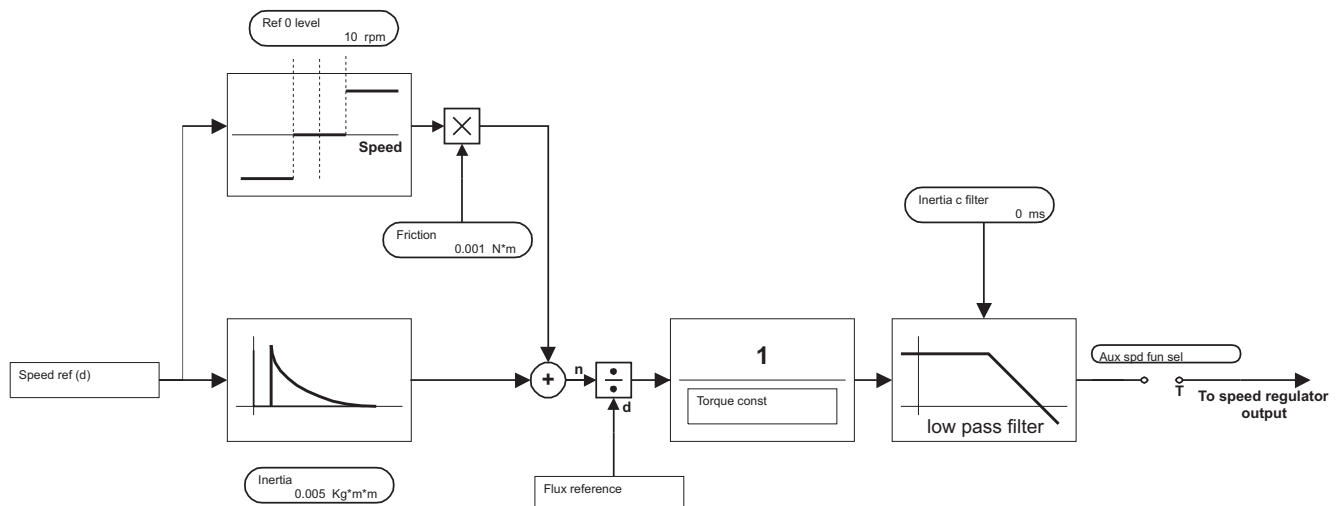 Ref 0 level
10 rpm
Speed
Friction
0.001 N*m
Inertia c filter
0 ms
Speed ref (d)
+
n
d
1
Torque const
low pass filter
Aux spd fun sel
T
To speed regulator
output
Inertia
0.005 Kg*m*m
Flux reference